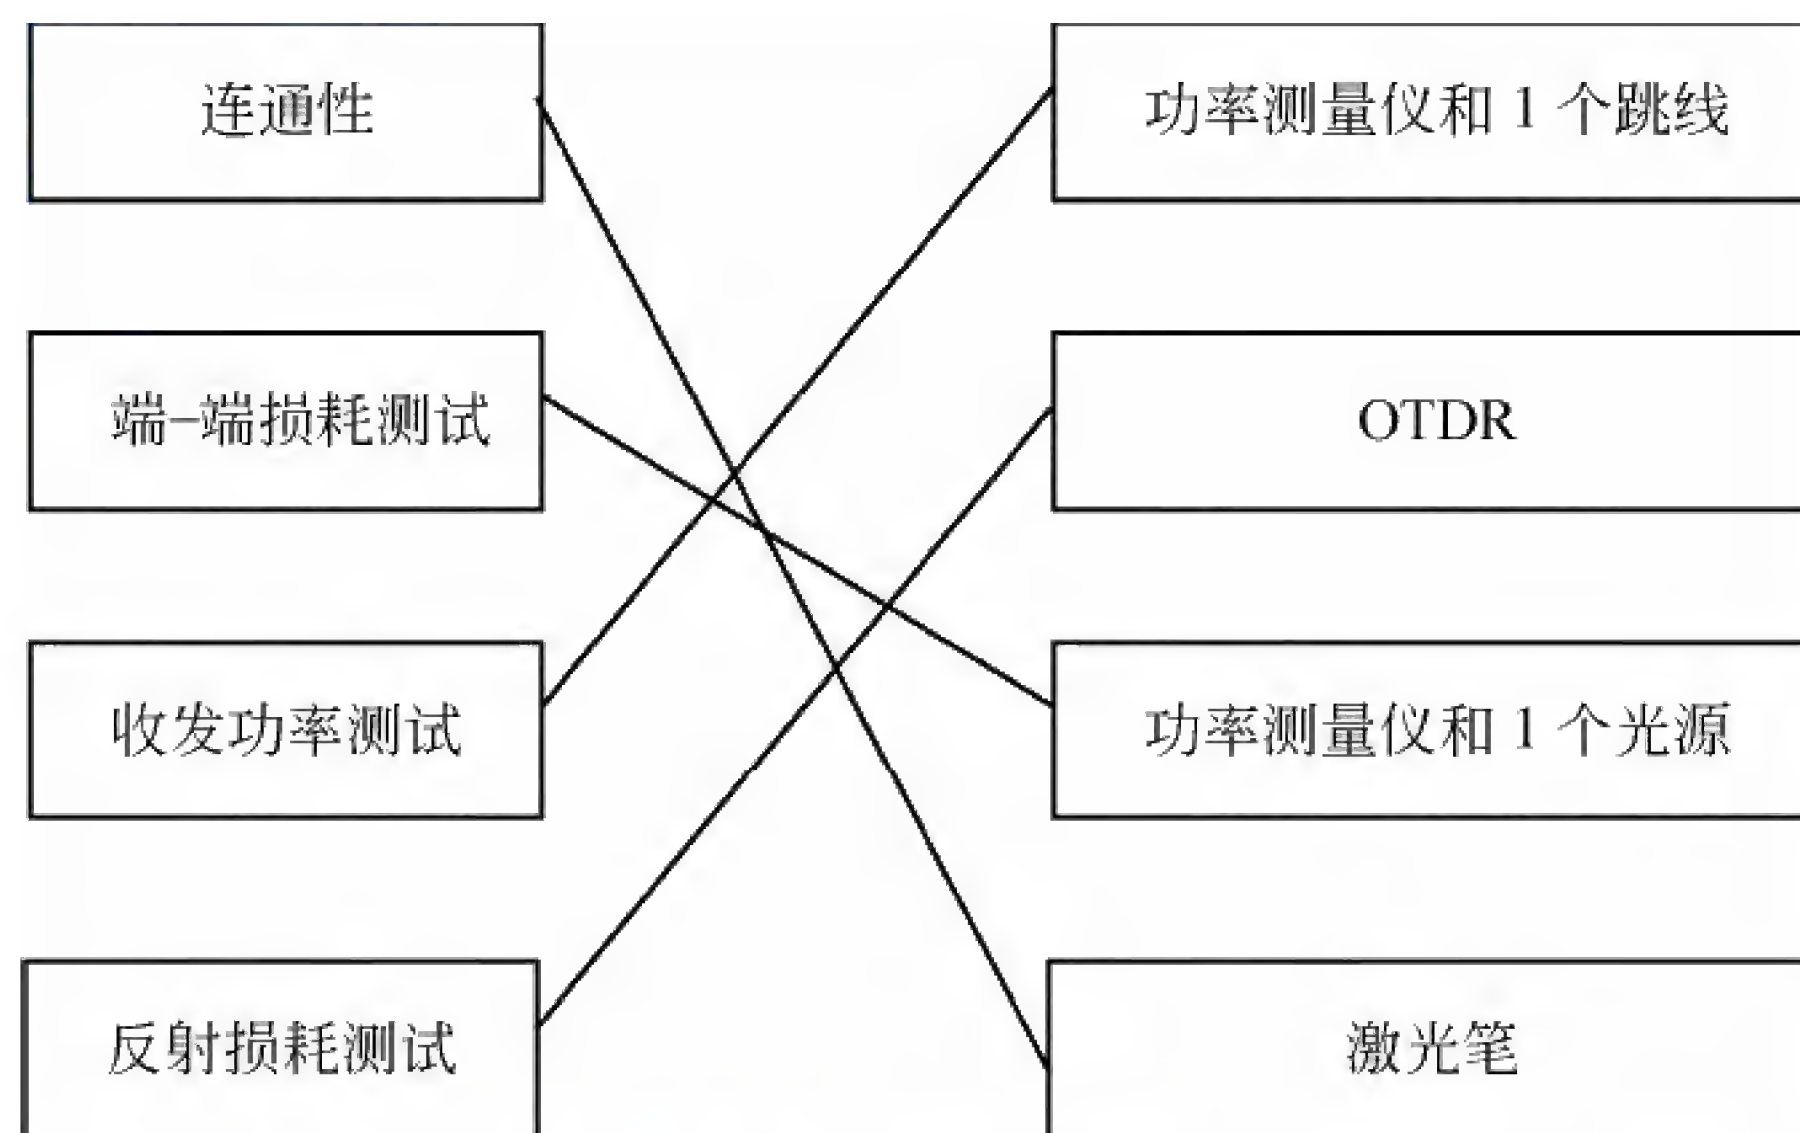 连通性
功率测量仪和 1 个跳线
端–端损耗测试
OTDR
收发功率测试
功率测量仪和 1 个光源
反射损耗测试
激光笔